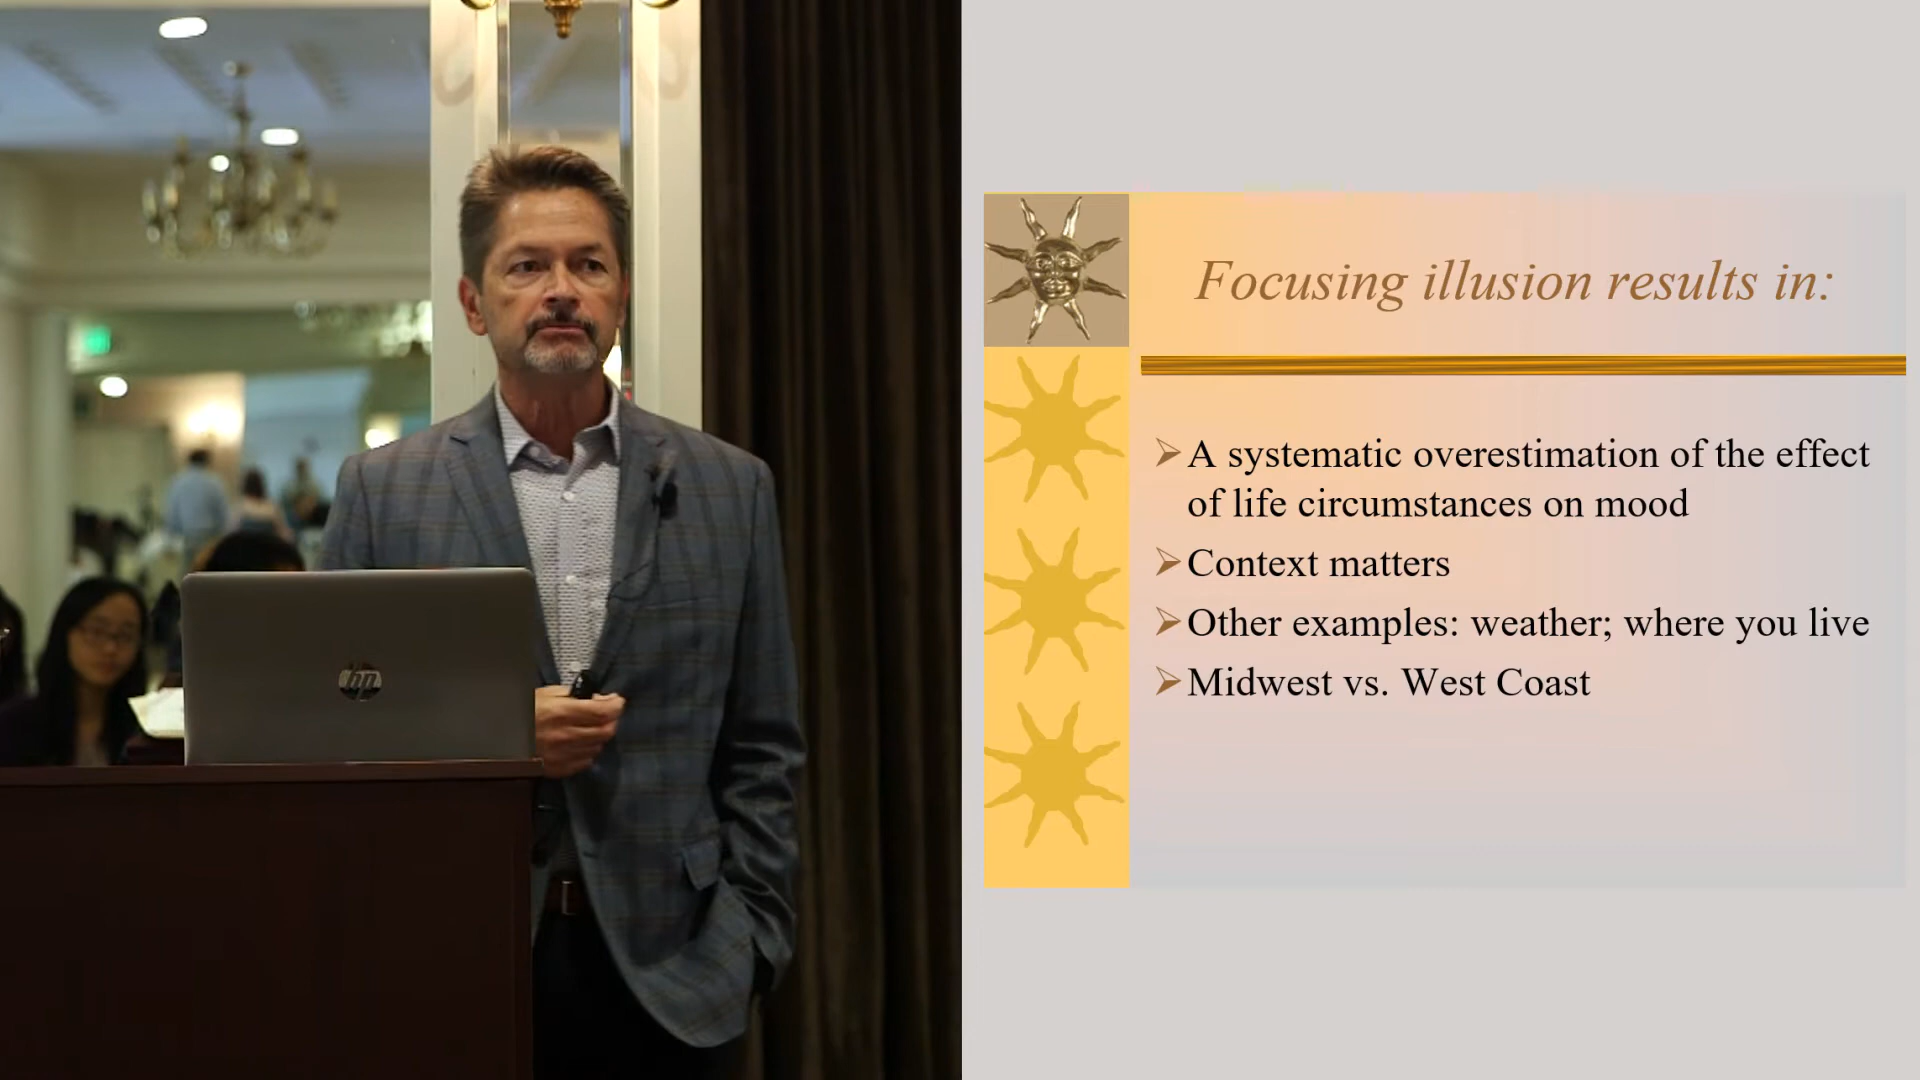 hp
Focusing illusion results in:
A systematic overestimation of the effect
of life circumstances on mood
Context matters
Other examples: weather; where you live
Midwest vs. West Coast